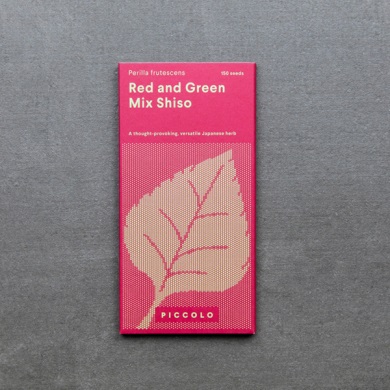 Perilla frutescens 150 seeds
Red and Green
Mix Shiso
A thought-provoking, versatile Japanese herb
PICCOLO